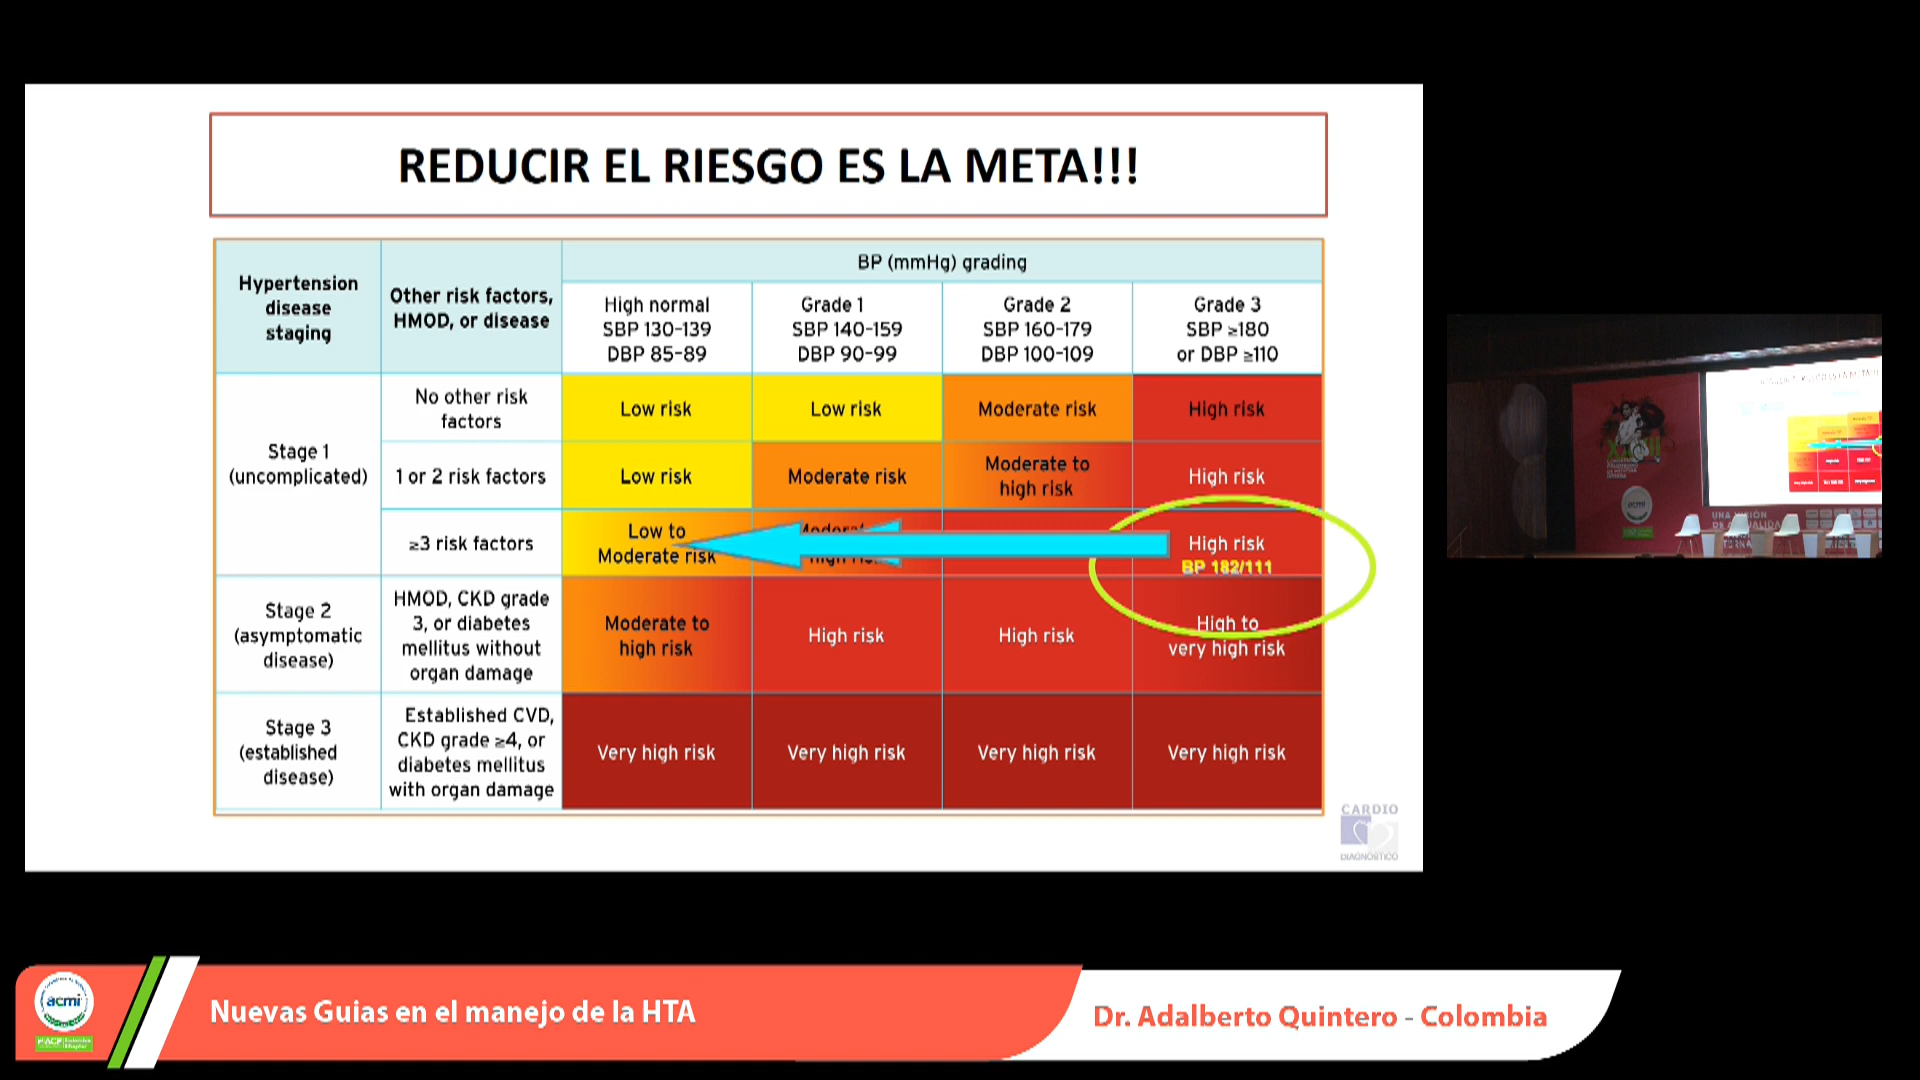 REDUCIR EL RIESGO ES LA META!!!
Hypertension
disease
staging
Other risk factors,
HMOD, or disease
BP (mmHg) grading
High normal
SBP 130-139
DBP 85-89
Grade 1
SBP 140-159
DBP 90-99
Grade 2
SBP 160-179
DBP 100-109
Grade 3
SBP ≥180
or DBP ≥110
Stage 1
(uncomplicated)
No other risk
factors
Low risk
Low risk
Moderate risk
High risk
1 or 2 risk factors
Low risk
Moderate risk
Moderate to
high risk
High risk
≥3 risk factors
Low to
Moderate risk
High risk
BP 182/111
Stage 2
(asymptomatic
disease)
HMOD, CKD grade
3, or diabetes
mellitus without
organ damage
Moderate to
high risk
High risk
High risk
High to
very high risk
Stage 3
(established
disease)
Established CVD,
CKD grade ≥4, or
diabetes mellitus
with organ damage
Very high risk
Very high risk
Very high risk
Very high risk
CARDIO
DIAGNOSTICO
acmi
acmi
Nuevas Guias en el manejo de la HTA
Dr. Adalberto Quintero - Colombia